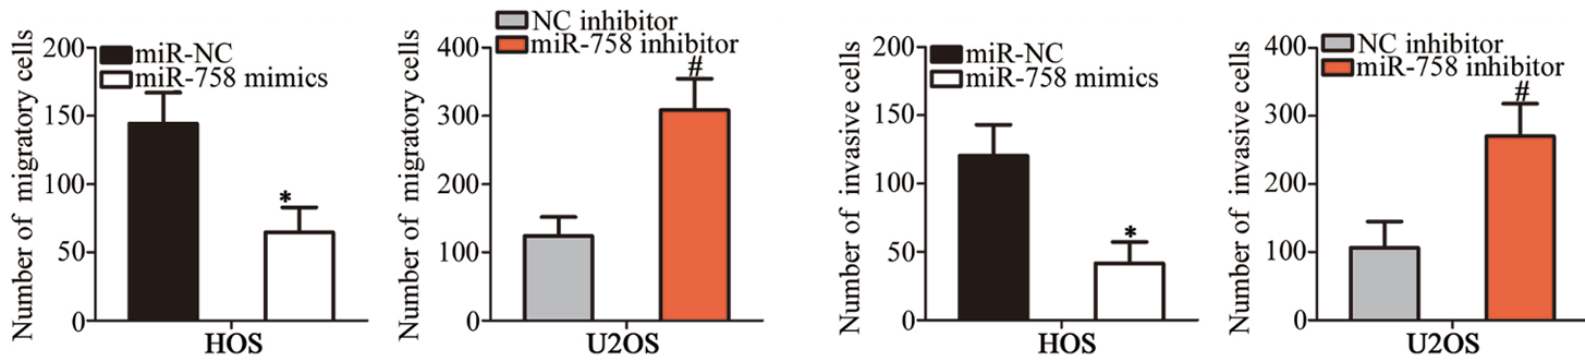 Number of migratory cells
200
150
100
50
0
miR-NC
miR-758 mimics
*
HOS
Number of migratory cells
400
300
200
100
0
NC inhibitor
miR-758 inhibitor
#
U2OS
Number of invasive cells
200
150
100
50
0
miR-NC
miR-758 mimics
*
HOS
Number of invasive cells
400
300
200
100
0
NC inhibitor
miR-758 inhibitor
#
U2OS